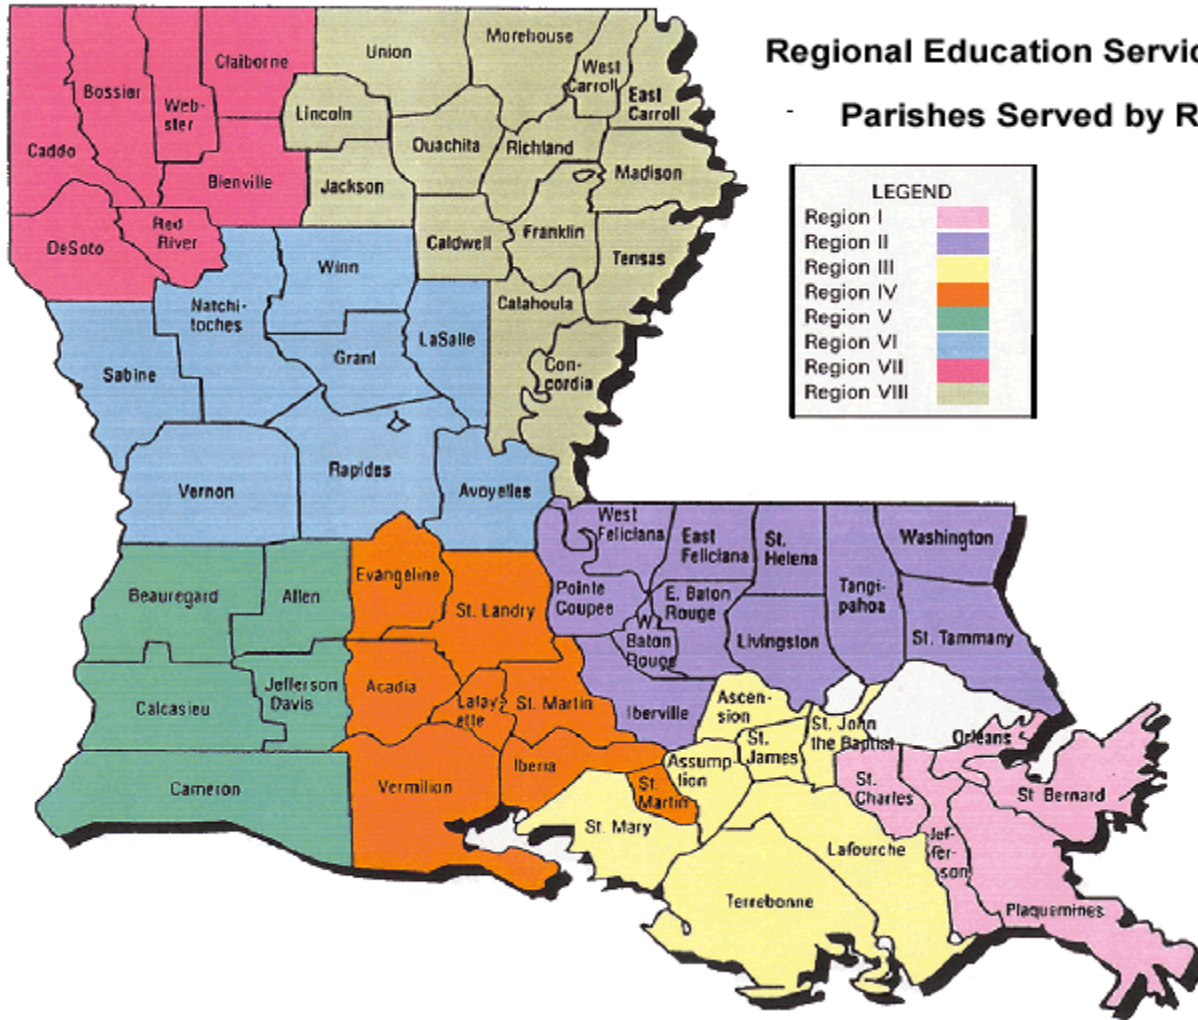 Regional Education Servic
- Parishes Served by R
LEGEND
Region I
Region II
Region III
Region IV
Region V
Region VI
Region VII
Region VIII
Caddo
Bossier
Web-
ster
Claiborne
Union
Morehouse
West
Carroll
East
Carroll
Lincoln
Ouachita
Richland
Madison
Bienville
Jackson
DeSoto
Red
River
Caldwell
Franklin
Tensas
Winn
Natchi-
toches
Catahoula
LaSalle
Grant
Sabine
Con-
cordia
Rapides
Vernon
Avoyelles
West
Feliciana
East
Feliciana
St.
Helena
Washington
Tangi-
pahoa
Pointe
Coupee
E. Baton
Rouge
W.
Baton
Rouge
Livingston
St. Tammany
Beauregard
Allen
Evangeline
St. Landry
Calcasieu
Jefferson
Davis
Acadia
Lafay-
ette
St. Martin
Iberville
Ascen-
sion
St. John
the Baptist
St.
James
Assump-
tion
Orleans
Cameron
Vermilion
Iberia
St.
Martin
St.
Charles
St Bernard
St. Mary
Lafourche
Jef-
fer-
son
Terrebonne
Plaquemines